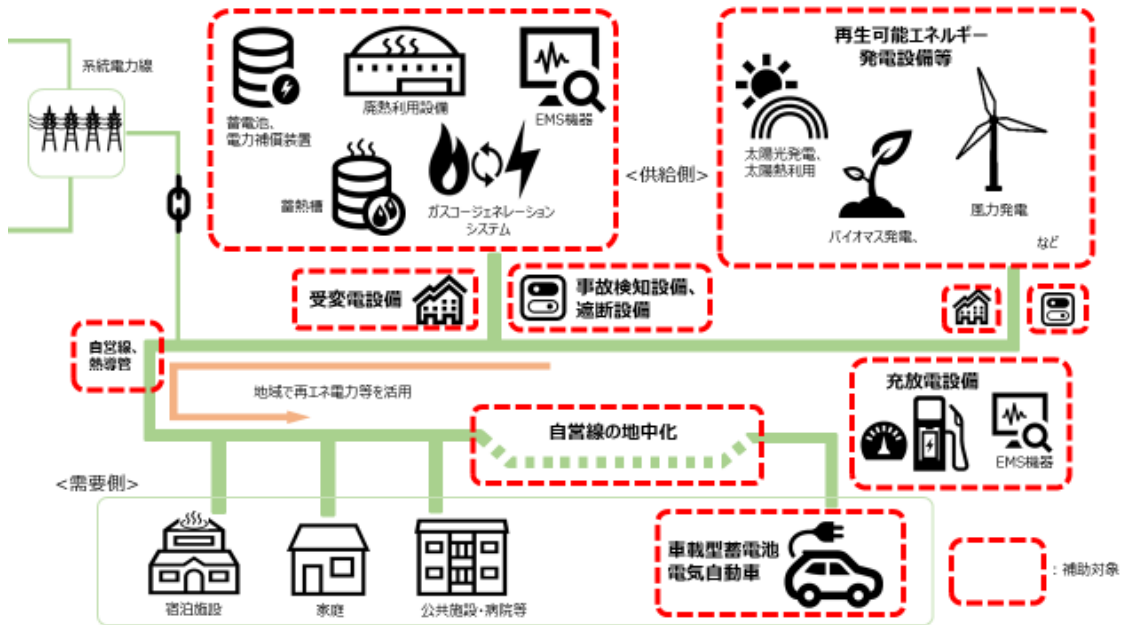 系統電力線
蓄電池、
電力補償装置
廃熱利用設備
EMS機器
蓄熱槽
ガスコージェネレーション
システム
<供給側>
再生可能エネルギー
発電設備等
太陽光発電、
太陽熱利用
バイオマス発電、
風力発電
など
受変電設備
事故検知設備、
遮断設備
自営線、
熱導管
地域で再エネ電力等を活用
自営線の地中化
充放電設備
EMS機器
<需要側>
宿泊施設
家庭
公共施設・病院等
車載型蓄電池
電気自動車
：補助対象